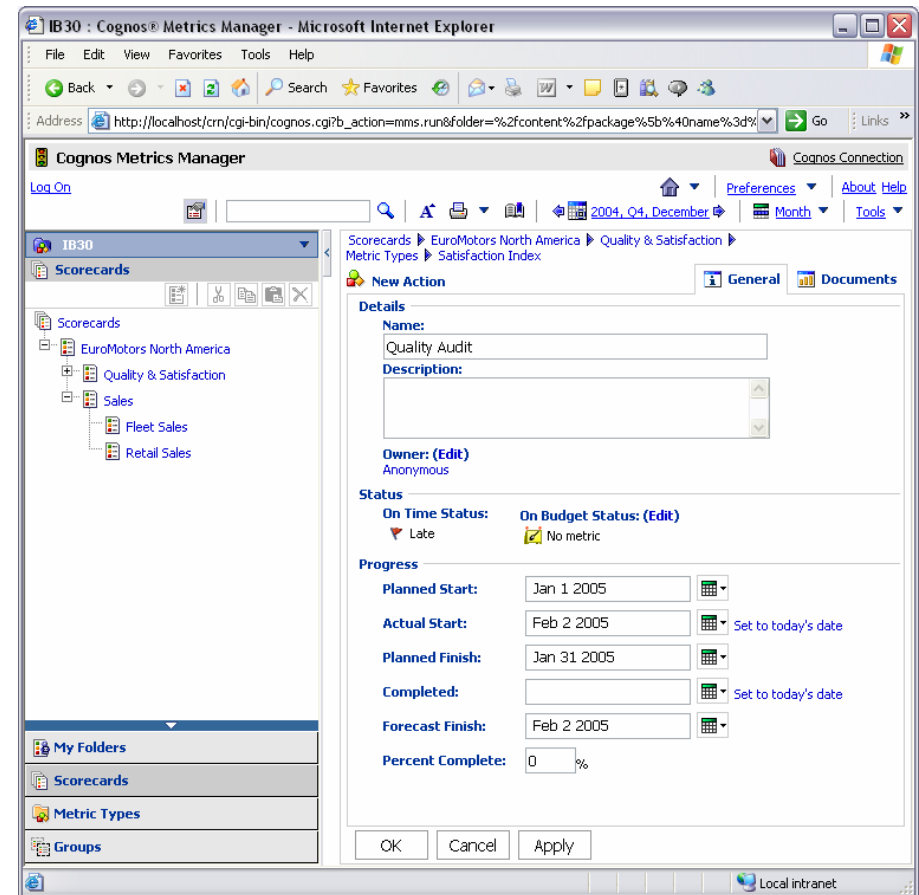 IB30 : Cognos® Metrics Manager - Microsoft Internet Explorer
File Edit View Favorites Tools Help
Back Search Favorites
Address http://localhost/crn/cgi-bin/cognos.cgi?b_action=mms.run&folder=%2fcontent%2fpackage%5b%40name%3d% Go Links »
Cognos Metrics Manager Cognos Connection
Log On Preferences About Help
2004, Q4, December Month Tools
IB30
Scorecards
Scorecards
EuroMotors North America
Quality & Satisfaction
Sales
Fleet Sales
Retail Sales
My Folders
Scorecards
Metric Types
Groups
Scorecards EuroMotors North America Quality & Satisfaction
Metric Types Satisfaction Index
New Action General Documents
Details
Name:
Quality Audit
Description:
Owner: (Edit)
Anonymous
Status
On Time Status: On Budget Status: (Edit)
Late No metric
Progress
Planned Start: Jan 1 2005
Actual Start: Feb 2 2005 Set to today's date
Planned Finish: Jan 31 2005
Completed: Set to today's date
Forecast Finish: Feb 2 2005
Percent Complete: 0 %
OK Cancel Apply
Local intranet